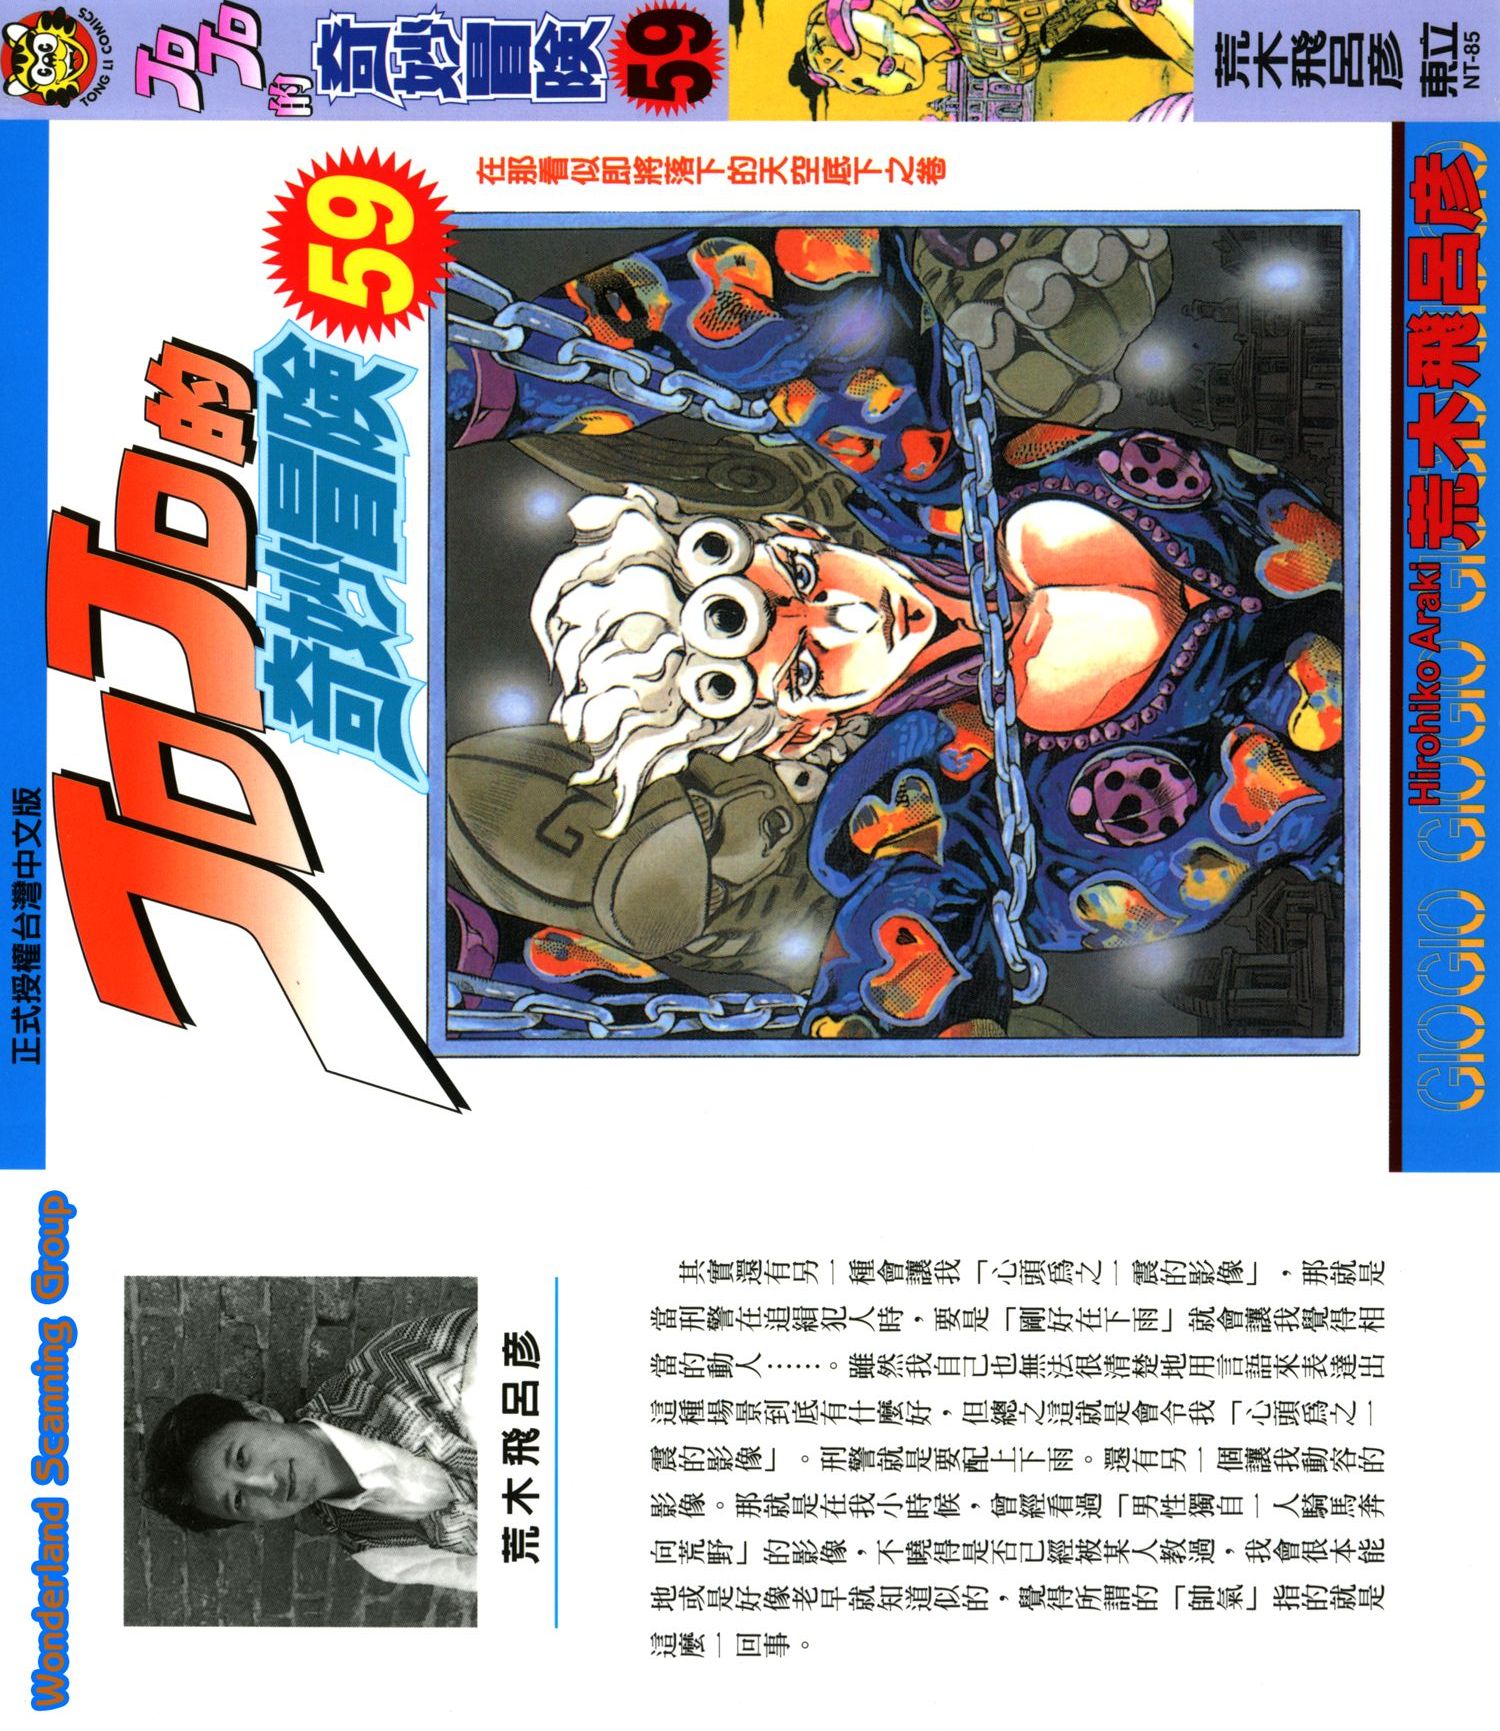 TONG LI COMICS
JOJO的
奇妙冒険
59
荒木飛呂彥
東立
NT-85
正式授權台灣中文版
JOJO的
奇妙冒険
59
在那看似即將落下的天空底下之卷
Hirohiko Araki 荒木飛呂彥
GIOGIO GIOGIO GIOGIO GIOGIO
Wonderland Scanning Group
荒木飛呂彥
其實還有另一種會讓我「心頭為之一震的影像」，那就是
當刑警在追緝犯人時，要是「剛好在下雨」就會讓我覺得相
當的動人……。雖然我自己也無法很清楚地用言語來表達出
這種場景到底有什麼好，但總之這就是會令我「心頭為之一
震的影像」。刑警就是要配上下雨。還有另一個讓我動容的
影像。那就是在我小時候，曾經看過「男性獨自一人騎馬奔
向荒野」的影像，不曉得是否已經被某人教過，我會很本能
地或是好像老早就知道似的，覺得所謂的「帥氣」指的就是
這麼一回事。